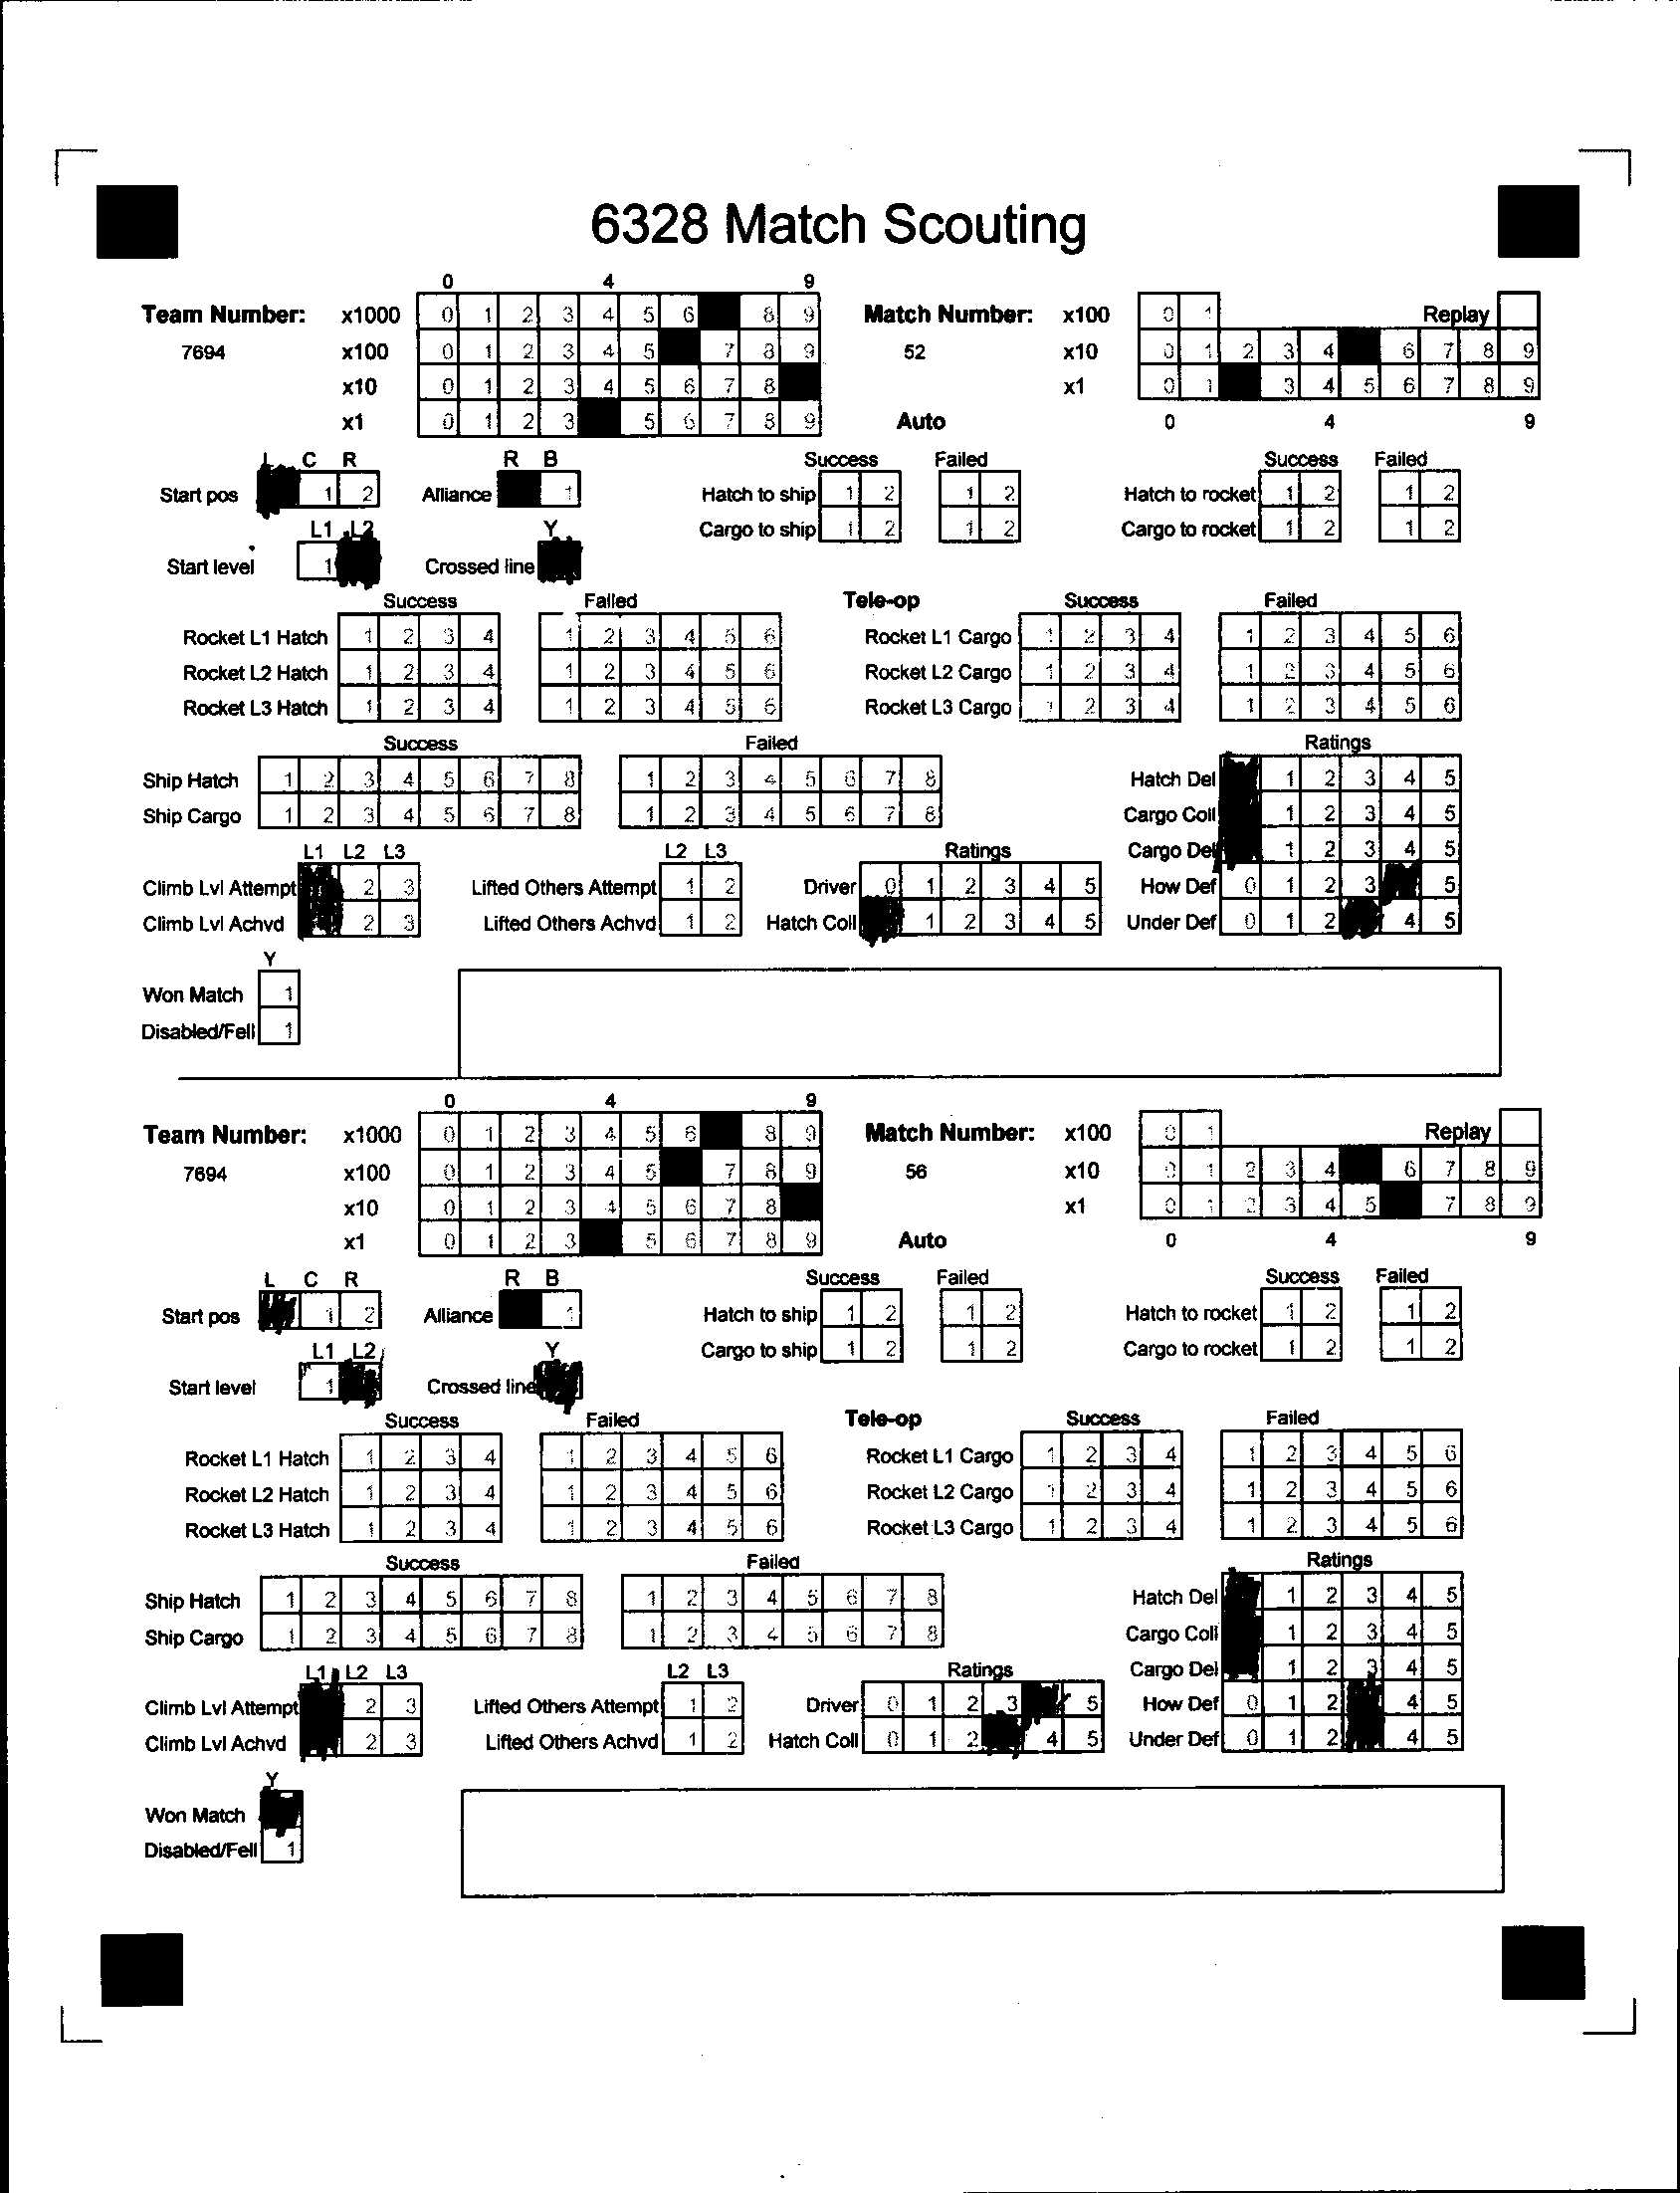 6328 Match Scouting
0 4 9
Team Number: x1000 0 1 2 3 4 5 6 8 9 Match Number: x100 0 1 Replay
7694 x100 0 1 2 3 4 5 7 8 9 52 x10 0 1 2 3 4 6 7 8 9
x10 0 1 2 3 4 5 6 7 8 x1 0 1 3 4 5 6 7 8 9
x1 0 1 2 3 5 6 7 8 9 Auto 0 4 9
L C R R B Success Failed Success Failed
Start pos 1 2 Alliance 1 Hatch to ship 1 2 1 2 Hatch to rocket 1 2 1 2
L1 L2 Y Cargo to ship 1 2 1 2 Cargo to rocket 1 2 1 2
Start level 1 Crossed line
Success Failed Tele-op Success Failed
Rocket L1 Hatch 1 2 3 4 1 2 3 4 5 6 Rocket L1 Cargo 1 2 3 4 1 2 3 4 5 6
Rocket L2 Hatch 1 2 3 4 1 2 3 4 5 6 Rocket L2 Cargo 1 2 3 4 1 2 3 4 5 6
Rocket L3 Hatch 1 2 3 4 1 2 3 4 5 6 Rocket L3 Cargo 1 2 3 4 1 2 3 4 5 6
Success Failed Ratings
Ship Hatch 1 2 3 4 5 6 7 8 1 2 3 4 5 6 7 8 Hatch Del 1 2 3 4 5
Ship Cargo 1 2 3 4 5 6 7 8 1 2 3 4 5 6 7 8 Cargo Coll 1 2 3 4 5
L1 L2 L3 L2 L3 Ratings Cargo Del 1 2 3 4 5
Climb Lvl Attempt 2 3 Lifted Others Attempt 1 2 Driver 0 1 2 3 4 5 How Def 0 1 2 3 5
Climb Lvl Achvd 2 3 Lifted Others Achvd 1 2 Hatch Coll 1 2 3 4 5 Under Def 0 1 2 4 5
Y
Won Match 1
Disabled/Fell 1
0 4 9
Team Number: x1000 0 1 2 3 4 5 6 8 9 Match Number: x100 0 1 Replay
7694 x100 0 1 2 3 4 5 7 8 9 56 x10 0 1 2 3 4 6 7 8 9
x10 0 1 2 3 4 5 6 7 8 x1 0 1 2 3 4 5 7 8 9
x1 0 1 2 3 5 6 7 8 9 Auto 0 4 9
L C R R B Success Failed Success Failed
Start pos 1 2 Alliance 1 Hatch to ship 1 2 1 2 Hatch to rocket 1 2 1 2
L1 L2 Y Cargo to ship 1 2 1 2 Cargo to rocket 1 2 1 2
Start level 1 Crossed line
Success Failed Tele-op Success Failed
Rocket L1 Hatch 1 2 3 4 1 2 3 4 5 6 Rocket L1 Cargo 1 2 3 4 1 2 3 4 5 6
Rocket L2 Hatch 1 2 3 4 1 2 3 4 5 6 Rocket L2 Cargo 1 2 3 4 1 2 3 4 5 6
Rocket L3 Hatch 1 2 3 4 1 2 3 4 5 6 Rocket L3 Cargo 1 2 3 4 1 2 3 4 5 6
Success Failed Ratings
Ship Hatch 1 2 3 4 5 6 7 8 1 2 3 4 5 6 7 8 Hatch Del 1 2 3 4 5
Ship Cargo 1 2 3 4 5 6 7 8 1 2 3 4 5 6 7 8 Cargo Coll 1 2 3 4 5
L1 L2 L3 L2 L3 Ratings Cargo Del 1 2 3 4 5
Climb Lvl Attempt 2 3 Lifted Others Attempt 1 2 Driver 0 1 2 3 5 How Def 0 1 2 4 5
Climb Lvl Achvd 2 3 Lifted Others Achvd 1 2 Hatch Coll 0 1 2 4 5 Under Def 0 1 2 4 5
Y
Won Match
Disabled/Fell 1